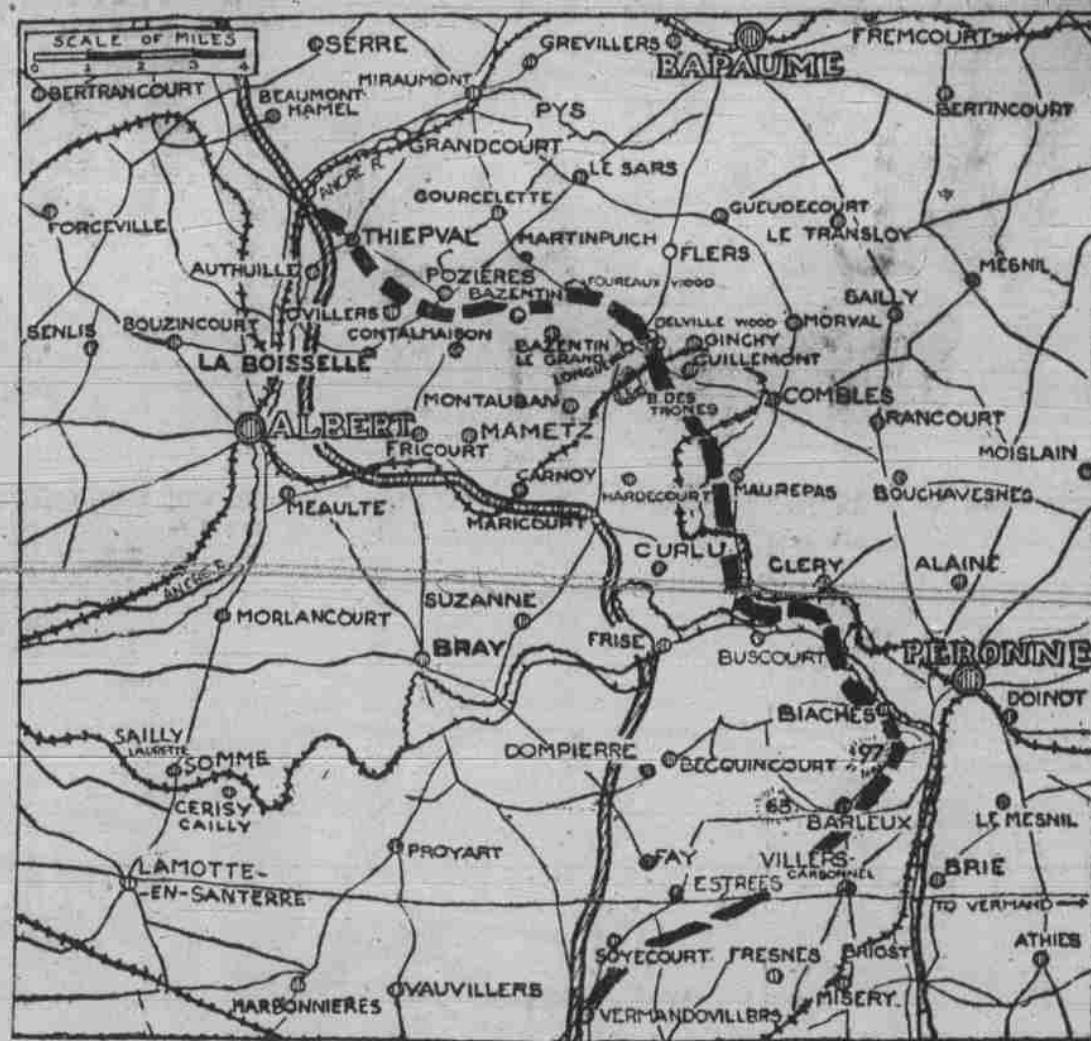 SCALE OF MILES
0 1 2 3 4
SERRE
GREVILLERS
BAPAUME
FREMCOURT
BERTRANCOURT
BEAUMONT
HAMEL
MIRAUMONT
PYS
BERTINCOURT
GRANDCOURT
ANCRE R.
LE SARS
FORCEVILLE
COURCELETTE
GUEUDECOURT
LE TRANSLOY
THIEPVAL
MARTINPUICH
FLERS
MESNIL
AUTHUILLE
POZIÈRES
FOUREAUX WOOD
BAZENTIN
SAILLY
OVILLERS
SENLIS
BOUZINCOURT
CONTALMAISON
DELVILLE WOOD
MORVAL
BAZENTIN
LE GRAND
GINCHY
LA BOISSELLE
GUILLEMONT
MONTAUBAN
B. DES
TRONES
COMBLES
RANCOURT
ALBERT
FRICOURT
MAMETZ
MOISLAIN
MEAULTE
CARNOY
HARDECOURT
MAUREPAS
BOUCHAVESNES
MARICOURT
CURLU
CLERY
ALAINE
MORLANCOURT
SUZANNE
BRAY
FRISE
BUSCOURT
PERONNE
DOINOT
BIACHES
SAILLY
LAURETTE
SOMME
DOMPIERRE
BECQUINCOURT
97
CERISY
CAILLY
63
BARLEUX
LE MESNIL
PROYART
FAY
VILLERS-
CARBONNEL
LAMOTTE-
-EN-SANTERRE
ESTREES
BRIE
TO VERMAND
SOYECOURT
FRESNES
BRIOST
ATHIES
HARBONNIERES
VAUVILLERS
VERMANDOVILLERS
MISERY